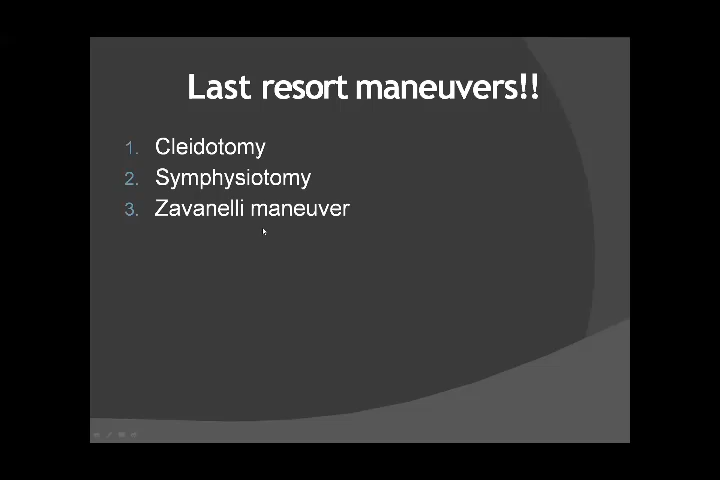 Last resort maneuvers!!
1. Cleidotomy
2. Symphysiotomy
3. Zavanelli maneuver